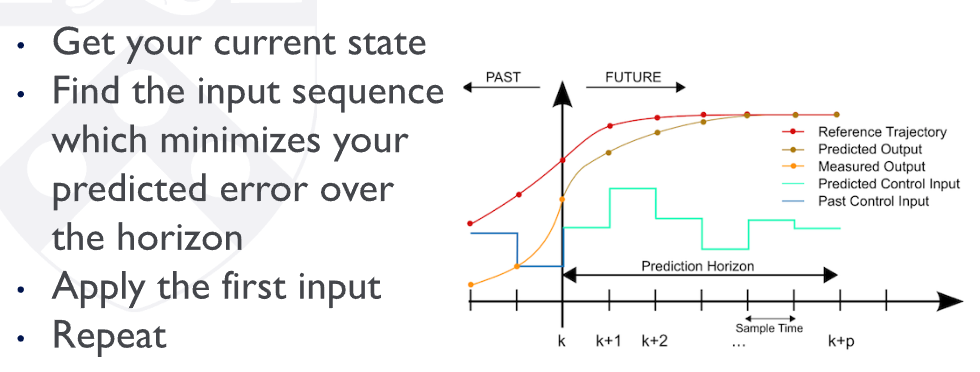 • Get your current state
• Find the input sequence
which minimizes your
predicted error over
the horizon
• Apply the first input
• Repeat
PAST
FUTURE
Reference Trajectory
Predicted Output
Measured Output
Predicted Control Input
Past Control Input
Prediction Horizon
Sample Time
k k+1 k+2 ... k+p